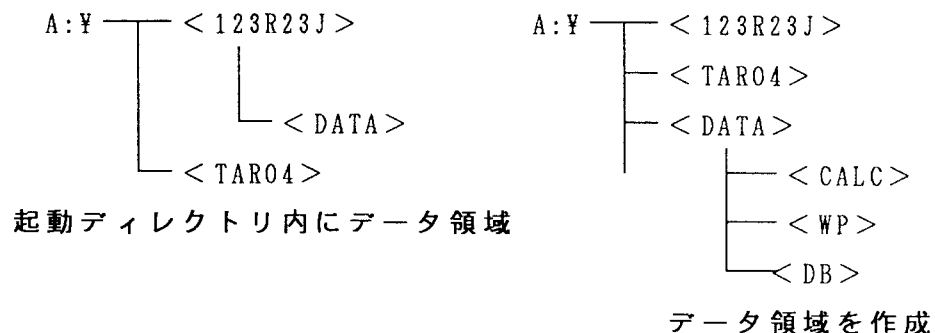 A:¥ <123R23J>
<DATA>
<TARO4>
起動ディレクトリ内にデータ領域
A:¥ <123R23J>
<TARO4>
<DATA>
<CALC>
<WP>
<DB>
データ領域を作成